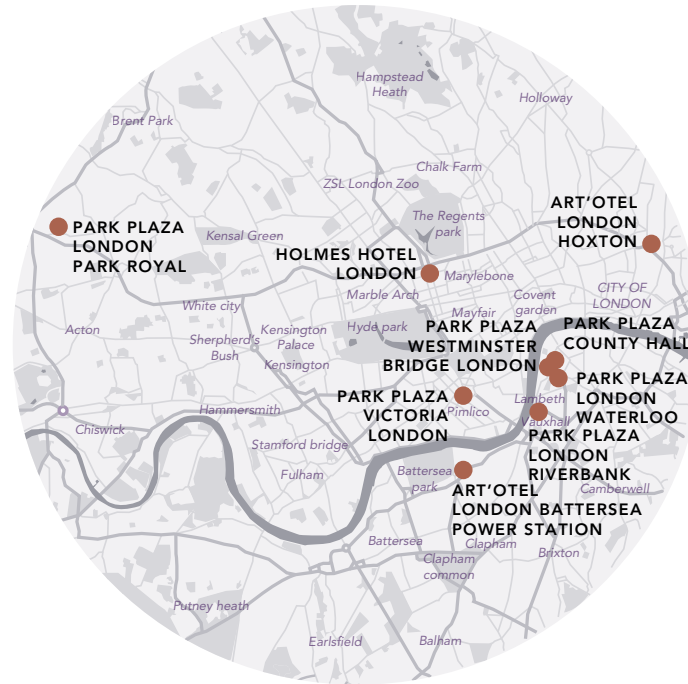 Hampstead
Heath
Holloway
Brent Park
Chalk Farm
ZSL London Zoo
ART'OTEL
LONDON
HOXTON
The Regents
park
PARK PLAZA
LONDON
PARK ROYAL
Kensal Green
HOLMES HOTEL
LONDON
Marylebone
Marble Arch
CITY OF
LONDON
Covent
garden
White city
Mayfair
Acton
Sherpherd's
Bush
Kensington
Palace
Hyde park
PARK PLAZA
WESTMINSTER
BRIDGE LONDON
PARK PLAZA
COUNTY HALL
Kensington
PARK PLAZA
LONDON
WATERLOO
PARK PLAZA
VICTORIA
LONDON
Pimlico
Lambeth
Vauxhall
Hammersmith
Chiswick
Stamford bridge
PARK PLAZA
LONDON
RIVERBANK
Fulham
Battersea
park
Camberwell
ART'OTEL
LONDON BATTERSEA
POWER STATION
Battersea
Clapham
Brixton
Clapham
common
Putney heath
Earlsfield
Balham